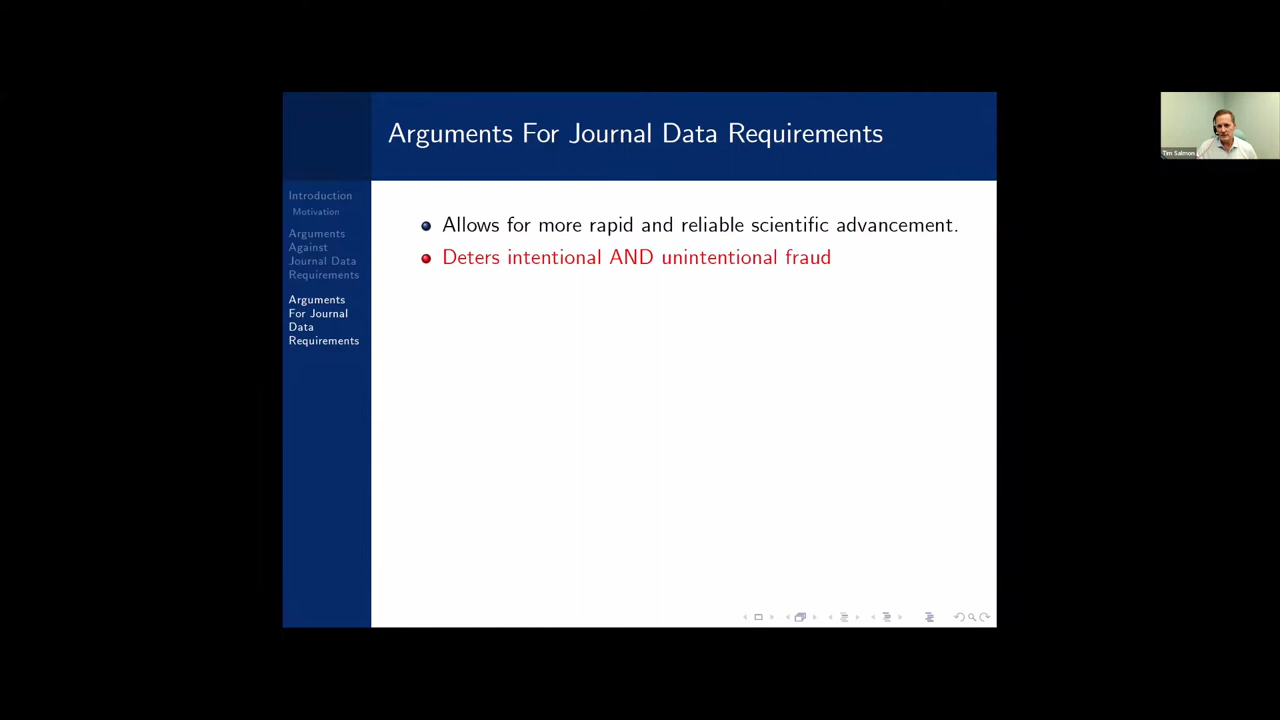 Arguments For Journal Data Requirements
Introduction
Motivation
Arguments
Against
Journal Data
Requirements
Arguments
For Journal
Data
Requirements
Allows for more rapid and reliable scientific advancement.
Deters intentional AND unintentional fraud
Tim Salmon